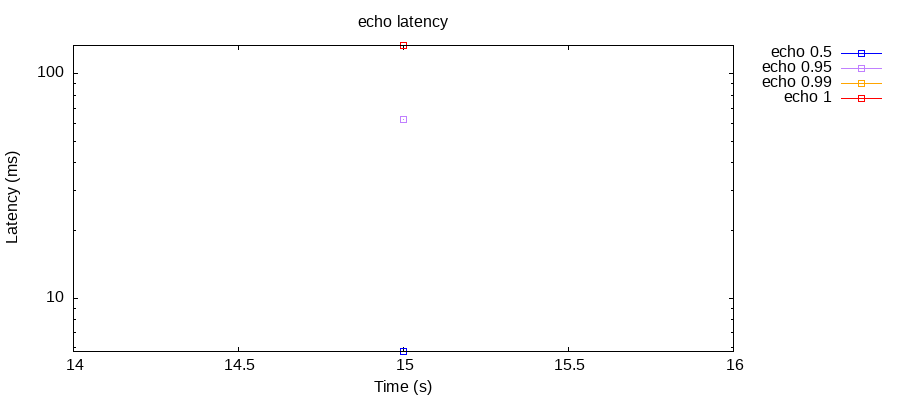 echo latency
echo 0.5
echo 0.95
echo 0.99
echo 1
100
10
Latency (ms)
14
14.5
15
15.5
16
Time (s)